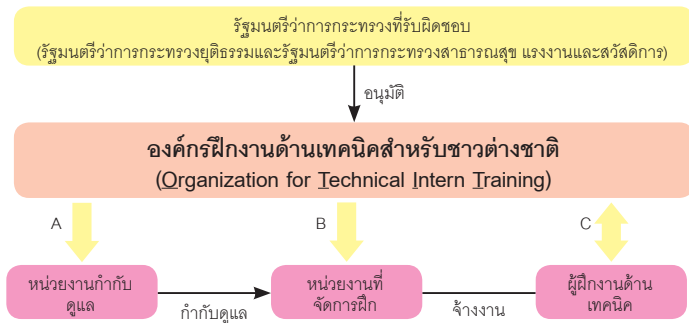 รัฐมนตรีว่าการกระทรวงที่รับผิดชอบ
(รัฐมนตรีว่าการกระทรวงยุติธรรมและรัฐมนตรีว่าการกระทรวงสาธารณสุข แรงงานและสวัสดิการ)
อนุมัติ
องค์กรฝึกงานด้านเทคนิคสำหรับชาวต่างชาติ
(Organization for Technical Intern Training)
A
B
C
หน่วยงานกำกับ
ดูแล
กำกับดูแล
หน่วยงานที่
จัดการฝึก
จ้างงาน
ผู้ฝึกงานด้าน
เทคนิค